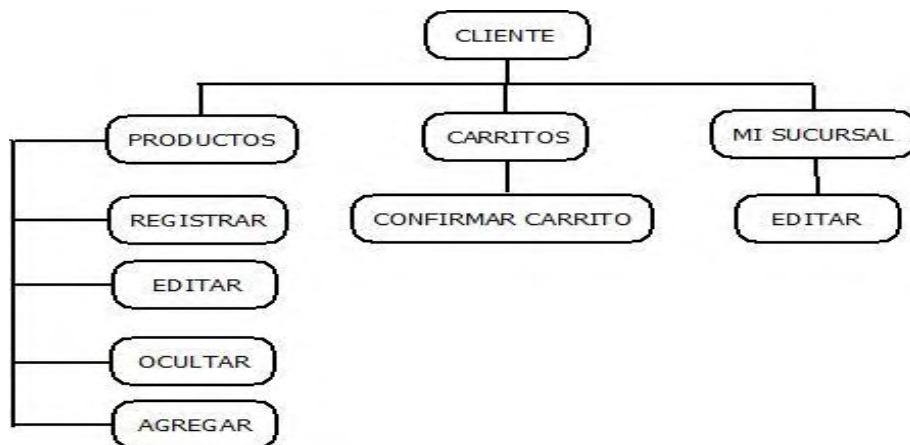 CLIENTE
PRODUCTOS
CARRITOS
MI SUCURSAL
REGISTRAR
CONFIRMAR CARRITO
EDITAR
EDITAR
OCULTAR
AGREGAR